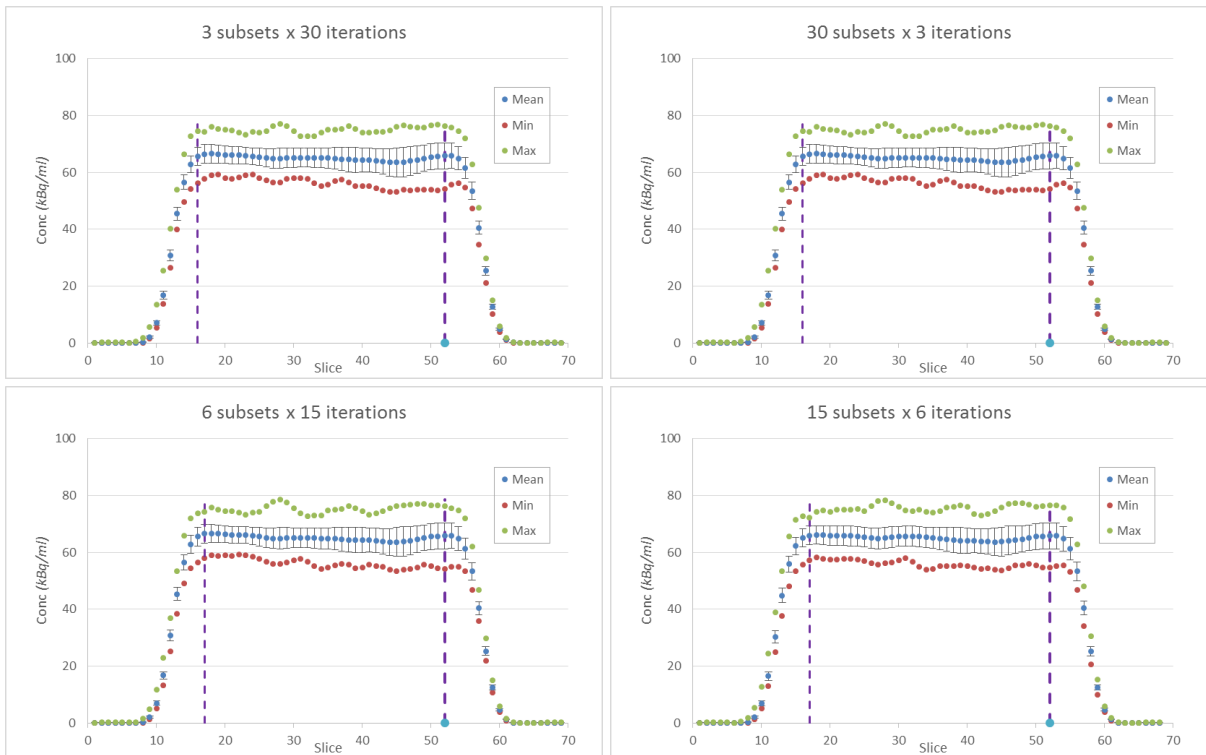 3 subsets x 30 iterations
100
80
60
40
20
0
Conc (kBq/ml)
Mean
Min
Max
0 10 20 30 40 50 60 70
Slice
30 subsets x 3 iterations
100
80
60
40
20
0
Conc (kBq/ml)
Mean
Min
Max
0 10 20 30 40 50 60 70
Slice
6 subsets x 15 iterations
100
80
60
40
20
0
Conc (kBq/ml)
Mean
Min
Max
0 10 20 30 40 50 60 70
Slice
15 subsets x 6 iterations
100
80
60
40
20
0
Conc (kBq/ml)
Mean
Min
Max
0 10 20 30 40 50 60 70
Slice